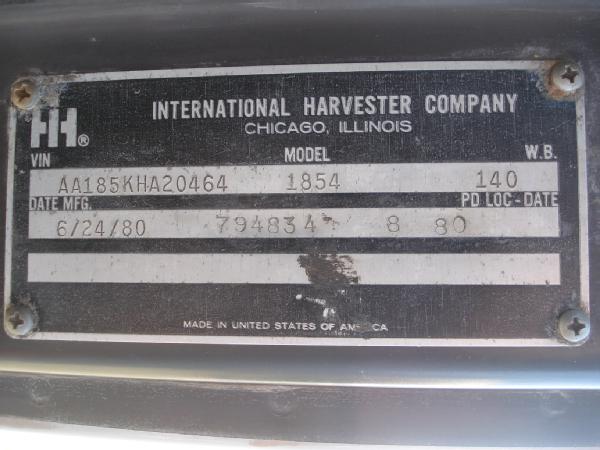 IH® INTERNATIONAL HARVESTER COMPANY
CHICAGO, ILLINOIS
VIN MODEL W.B.
AA185KHA20464 1854 140
DATE MFG. PD LOC-DATE
6/24/80 794834 8 80
MADE IN UNITED STATES OF AMERICA